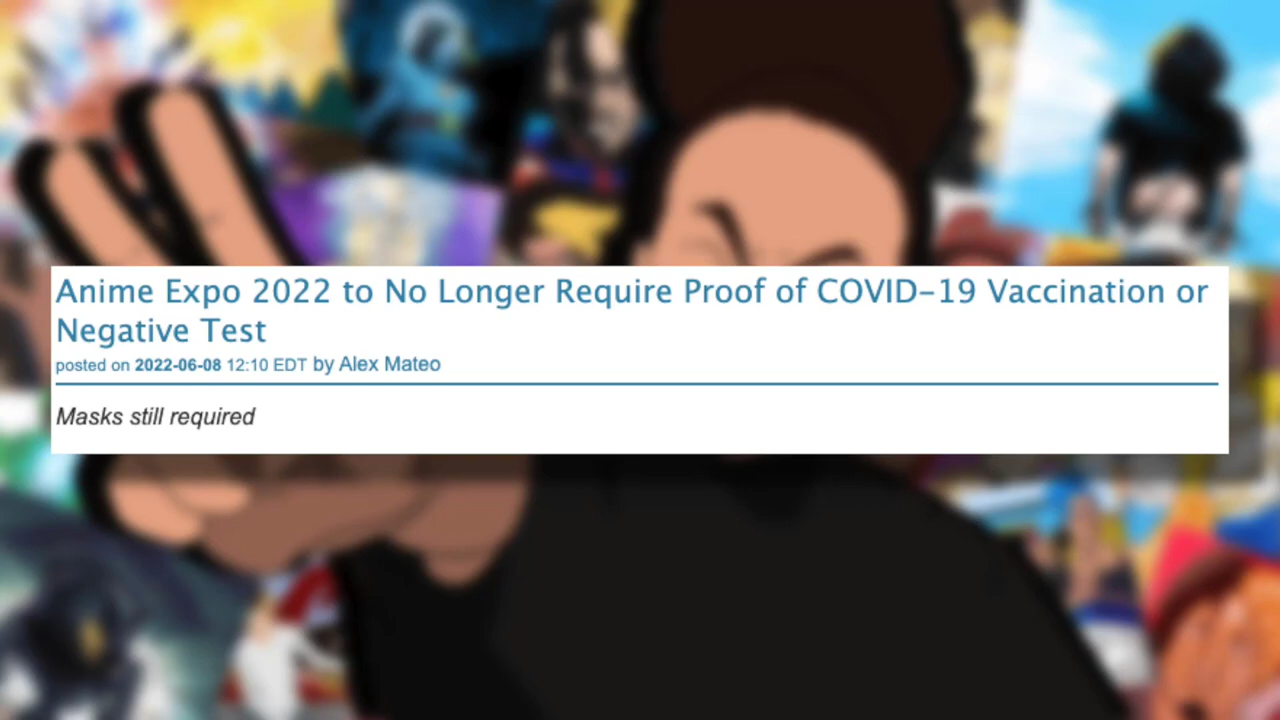 Anime Expo 2022 to No Longer Require Proof of COVID-19 Vaccination or
Negative Test
posted on 2022-06-08 12:10 EDT by Alex Mateo
Masks still required